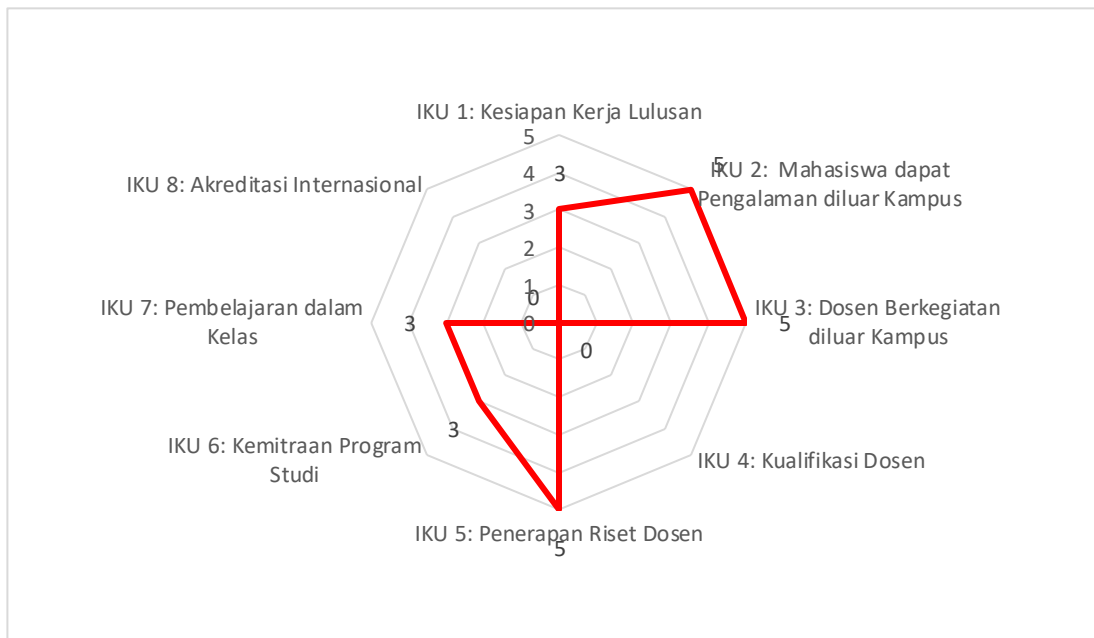 IKU 1: Kesiapan Kerja Lulusan
5
5
IKU 2: Mahasiswa dapat
Pengalaman diluar Kampus
IKU 8: Akreditasi Internasional
4
3
3
2
1
0
0
IKU 7: Pembelajaran dalam
Kelas
3
IKU 3: Dosen Berkegiatan
diluar Kampus
5
0
IKU 6: Kemitraan Program
Studi
3
IKU 4: Kualifikasi Dosen
IKU 5: Penerapan Riset Dosen
5